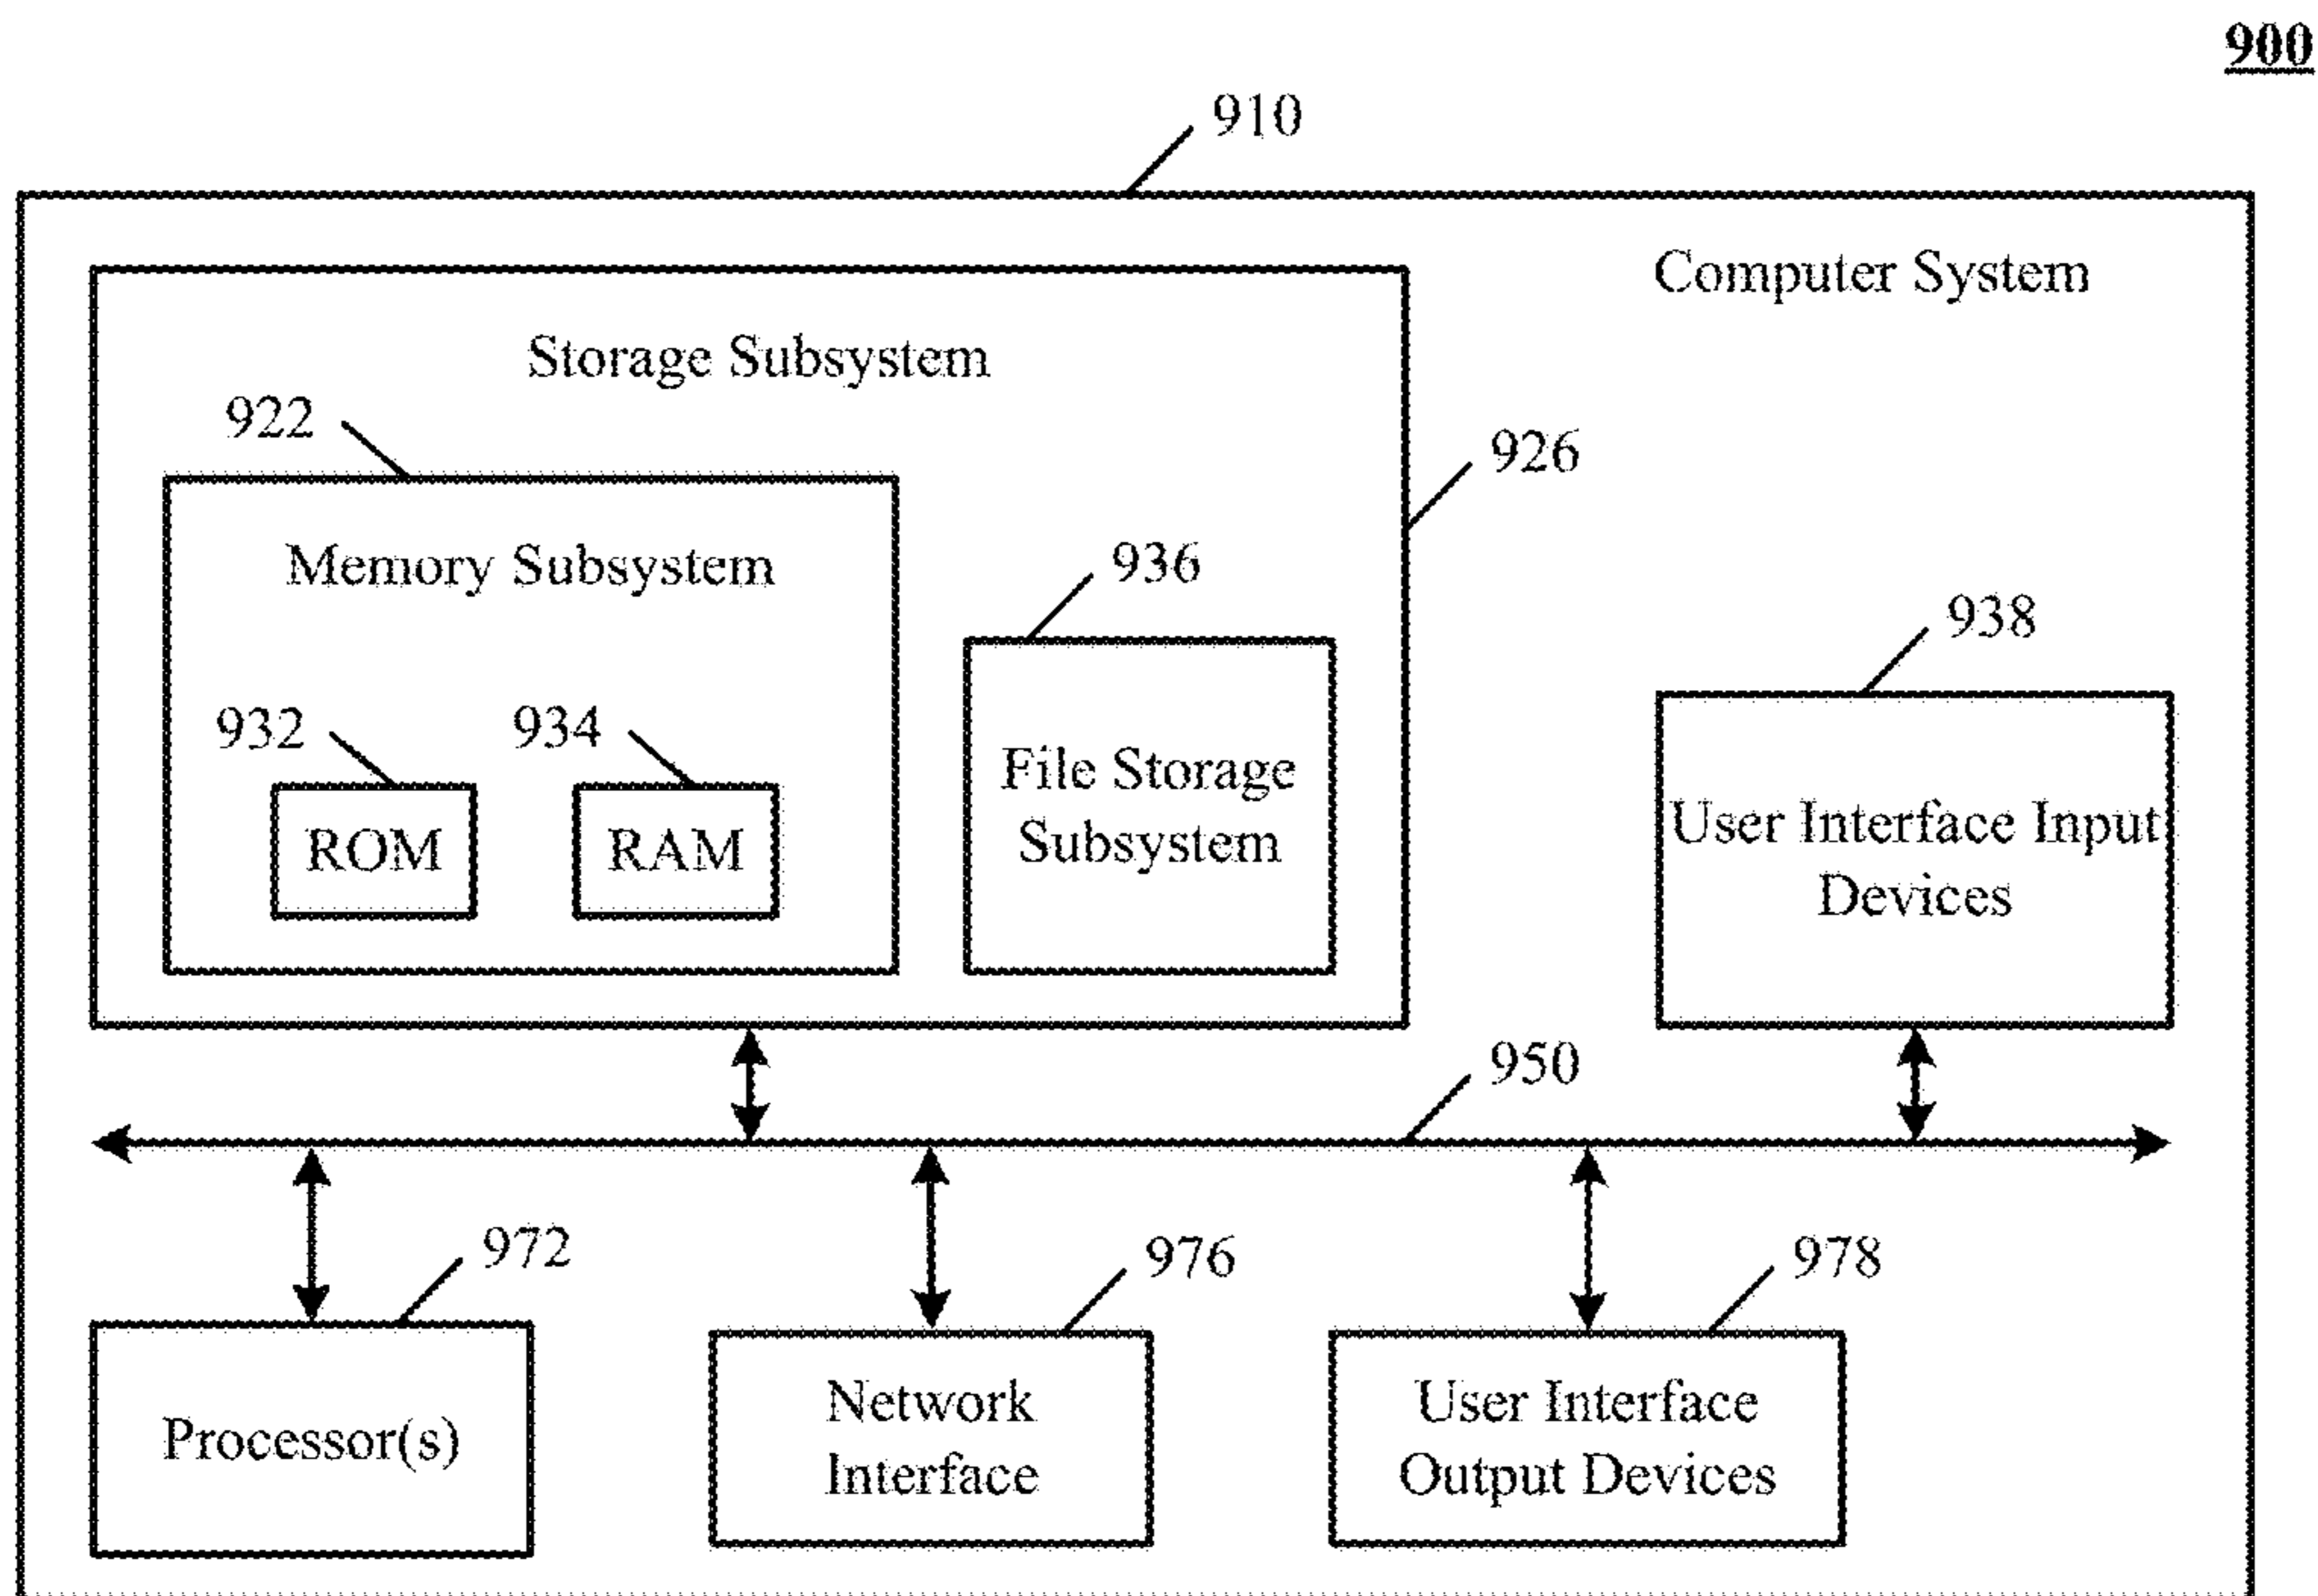 900
910
Computer System
Storage Subsystem
922
926
Memory Subsystem
936
938
932
934
File Storage
Subsystem
ROM
RAM
User Interface Input
Devices
950
972
976
978
Processor(s)
Network
Interface
User Interface
Output Devices